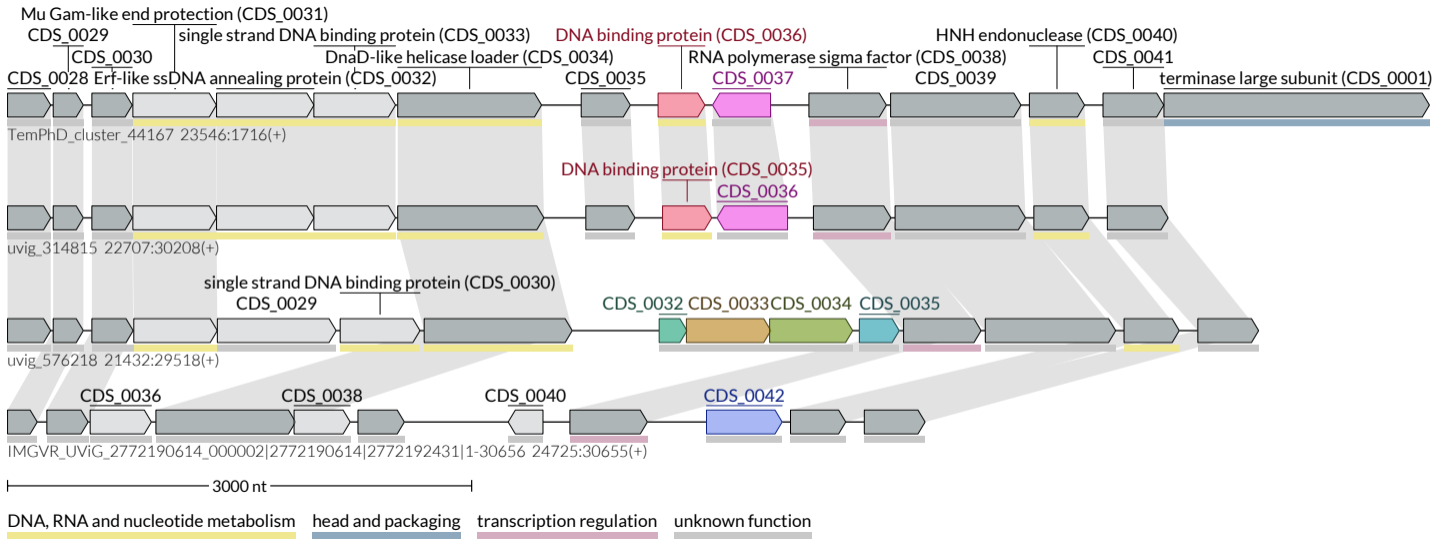 Mu Gam-like end protection (CDS_0031)
CDS_0029 single strand DNA binding protein (CDS_0033) DNA binding protein (CDS_0036) HNH endonuclease (CDS_0040)
CDS_0030 DnaD-like helicase loader (CDS_0034) RNA polymerase sigma factor (CDS_0038) CDS_0041
CDS_0028 Erf-like ssDNA annealing protein (CDS_0032) CDS_0035 CDS_0037 CDS_0039 terminase large subunit (CDS_0001)
TemPhD_cluster_44167 23546:1716(+)
DNA binding protein (CDS_0035)
CDS_0036
uvig_314815 22707:30208(+)
single strand DNA binding protein (CDS_0030)
CDS_0029 CDS_0032 CDS_0033 CDS_0034 CDS_0035
uvig_576218 21432:29518(+)
CDS_0036 CDS_0038 CDS_0040 CDS_0042
IMGVR_UViG_2772190614_000002|2772190614|2772192431|1-30656 24725:30655(+)
3000 nt
DNA, RNA and nucleotide metabolism head and packaging transcription regulation unknown function